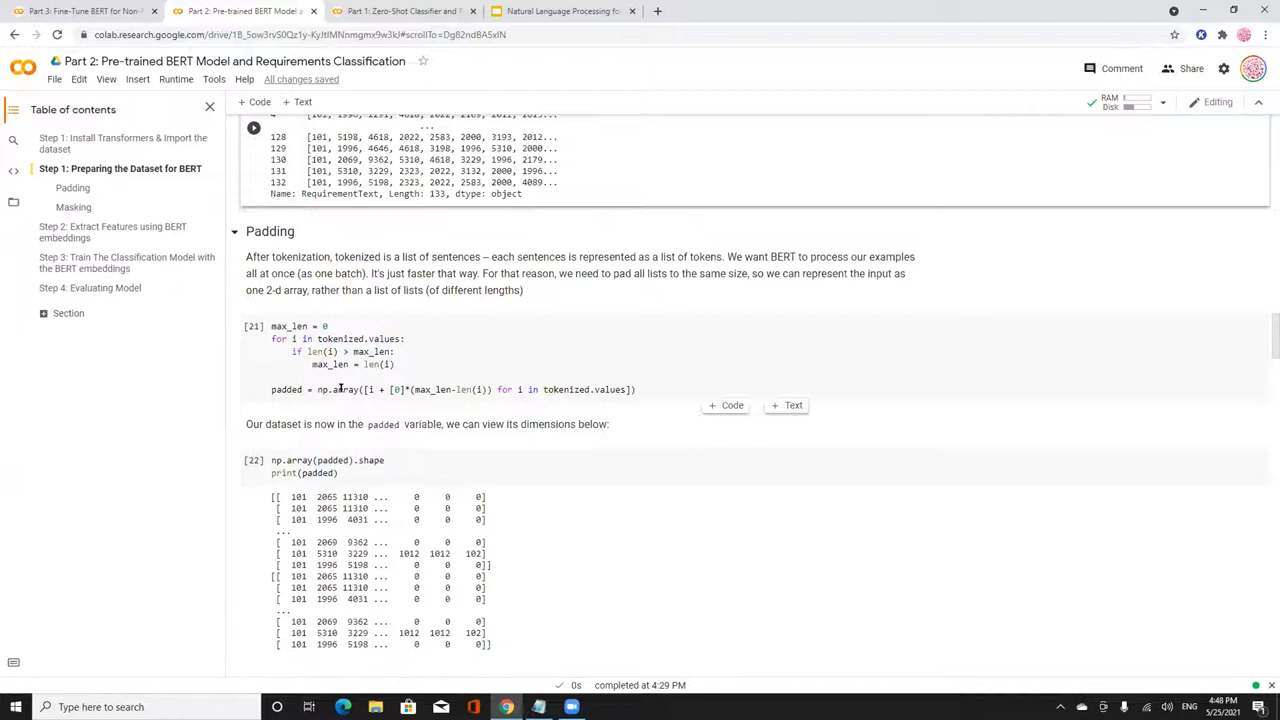 Part 3: Fine-Tune BERT for Non-F
Part 2: Pre-trained BERT Model an
Part 1: Zero-Shot Classifier and
Natural Language Processing for
colab.research.google.com/drive/
Part 2: Pre-trained BERT Model and Requirements Classification
File Edit View Insert Runtime Tools Help All changes saved
Comment Share
Table of contents
+ Code + Text
RAM
Disk
Editing
Step 1: Install Transformers & Import the
dataset
Step 1: Preparing the Dataset for BERT
Padding
Masking
Step 2: Extract Features using BERT
embeddings
Step 3: Train The Classification Model with
the BERT embeddings
Step 4: Evaluating Model
Section
...
128 [101, 5198, 4618, 2022, 2583, 2000, 3193, 2012...
129 [101, 1996, 4646, 4618, 3198, 1996, 5310, 2000...
130 [101, 2069, 9362, 5310, 4618, 3229, 1996, 2179...
131 [101, 5310, 3229, 2323, 2022, 3132, 2000, 1996...
132 [101, 1996, 5198, 2323, 2022, 2583, 2000, 4089...
Name: RequirementText, Length: 133, dtype: object
Padding
After tokenization, tokenized is a list of sentences -- each sentences is represented as a list of tokens. We want BERT to process our examples
all at once (as one batch). It's just faster that way. For that reason, we need to pad all lists to the same size, so we can represent the input as
one 2-d array, rather than a list of lists (of different lengths)
[21] max_len = 0
for i in tokenized.values:
if len(i) > max_len:
max_len = len(i)
padded = np.array([i + [0]*(max_len-len(i)) for i in tokenized.values])
+ Code + Text
Our dataset is now in the padded variable, we can view its dimensions below:
[22] np.array(padded).shape
print(padded)
[[ 101 2065 11310 ... 0 0 0]
[ 101 2065 11310 ... 0 0 0]
[ 101 1996 4031 ... 0 0 0]
...
[ 101 2069 9362 ... 0 0 0]
[ 101 5310 3229 ... 1012 1012 102]
[ 101 1996 5198 ... 0 0 0]]
[[ 101 2065 11310 ... 0 0 0]
[ 101 2065 11310 ... 0 0 0]
[ 101 1996 4031 ... 0 0 0]
...
[ 101 2069 9362 ... 0 0 0]
[ 101 5310 3229 ... 1012 1012 102]
[ 101 1996 5198 ... 0 0 0]]
0s completed at 4:29 PM
Type here to search
ENG
4:48 PM
5/25/2021